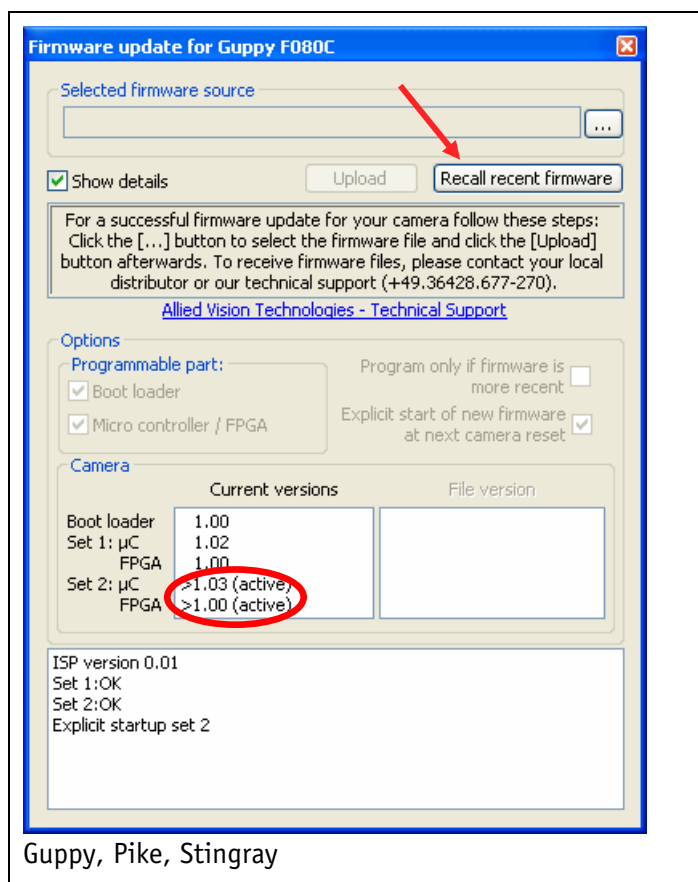 Firmware update for Guppy F080C
Selected firmware source
...
Show details
Upload
Recall recent firmware
For a successful firmware update for your camera follow these steps:
Click the [...] button to select the firmware file and click the [Upload]
button afterwards. To receive firmware files, please contact your local
distributor or our technical support (+49.36428.677-270).
Allied Vision Technologies - Technical Support
Options
Programmable part:
Boot loader
Micro controller / FPGA
Program only if firmware is
more recent
Explicit start of new firmware
at next camera reset
Camera
Current versions
File version
Boot loader 1.00
Set 1: µC 1.02
FPGA 1.00
Set 2: µC >1.03 (active)
FPGA >1.00 (active)
ISP version 0.01
Set 1:OK
Set 2:OK
Explicit startup set 2
Guppy, Pike, Stingray